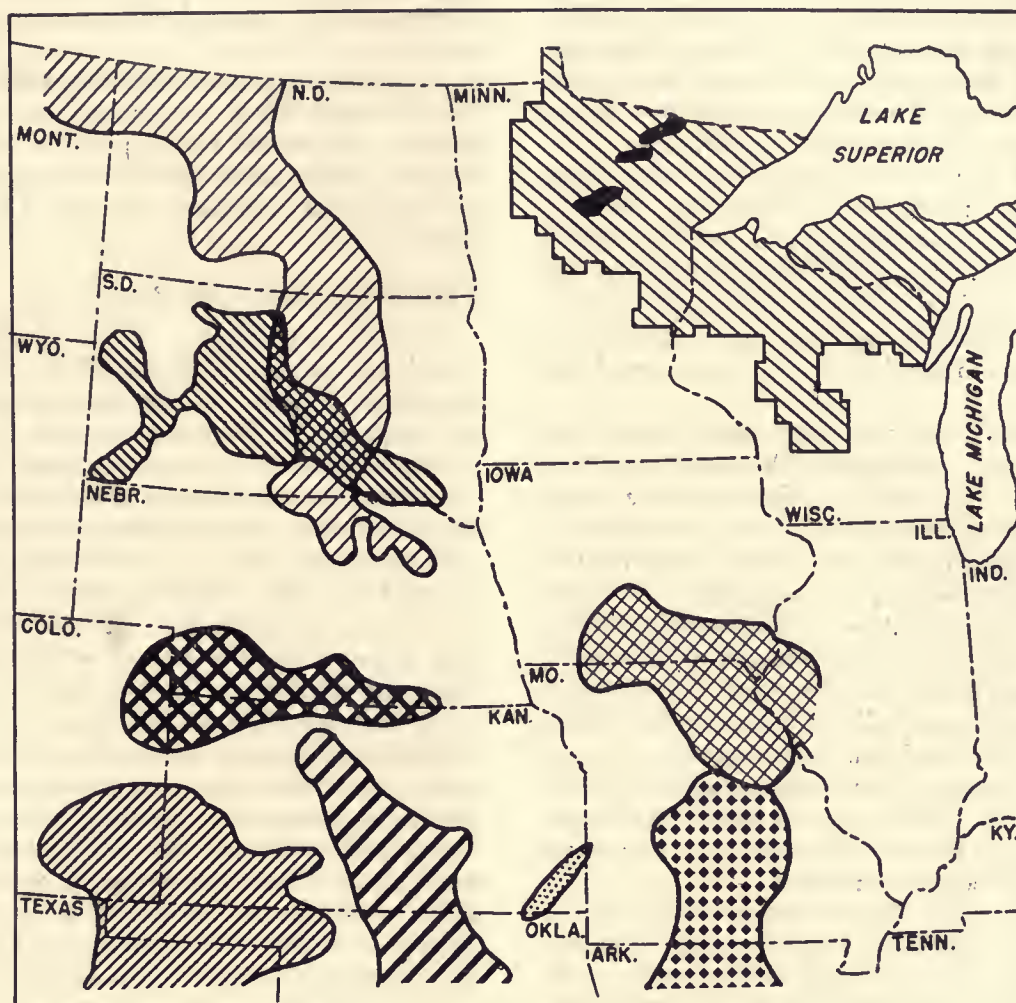 N.D.
MINN.
MONT.
LAKE
SUPERIOR
S.D.
WYO.
LAKE MICHIGAN
NEBR.
IOWA
WISC.
ILL.
IND.
COLO.
MO.
KAN.
KY.
TEXAS
OKLA.
ARK.
TENN.